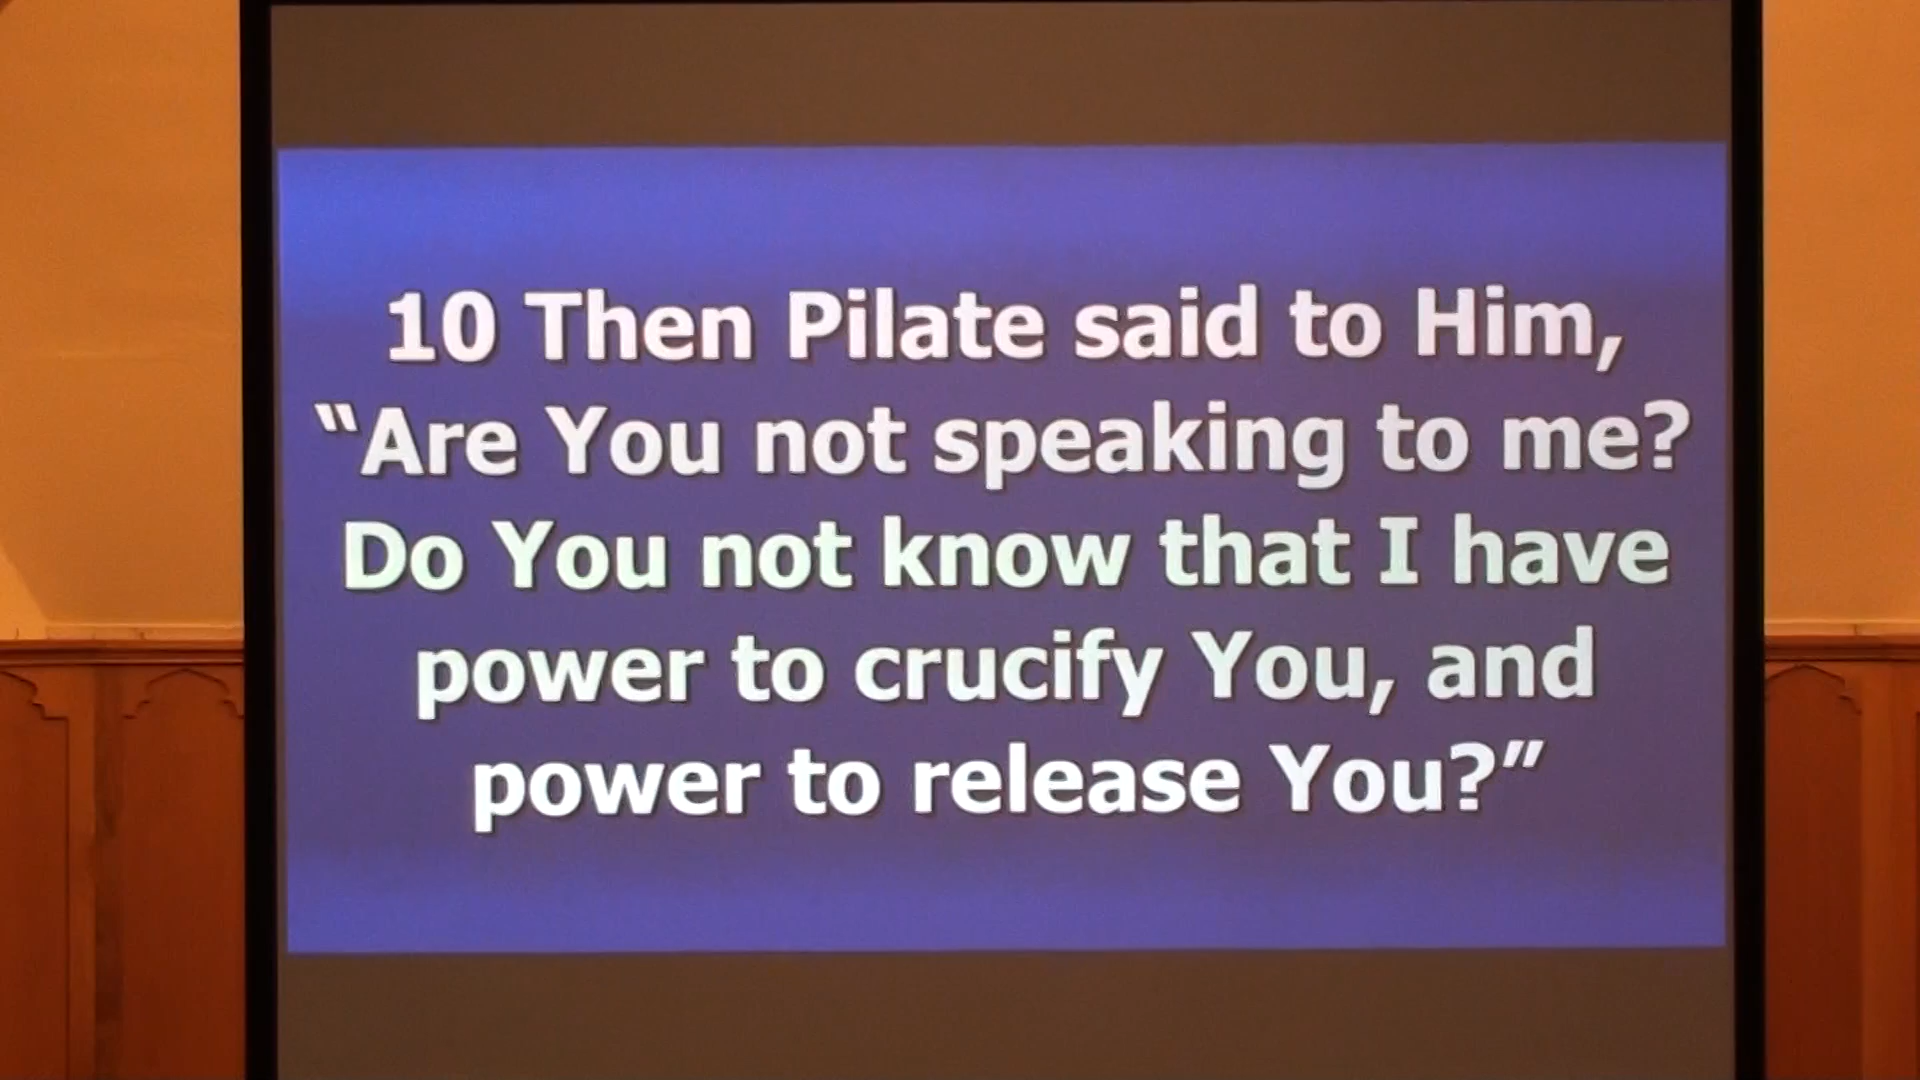 10 Then Pilate said to Him,
“Are You not speaking to me?
Do You not know that I have
power to crucify You, and
power to release You?”